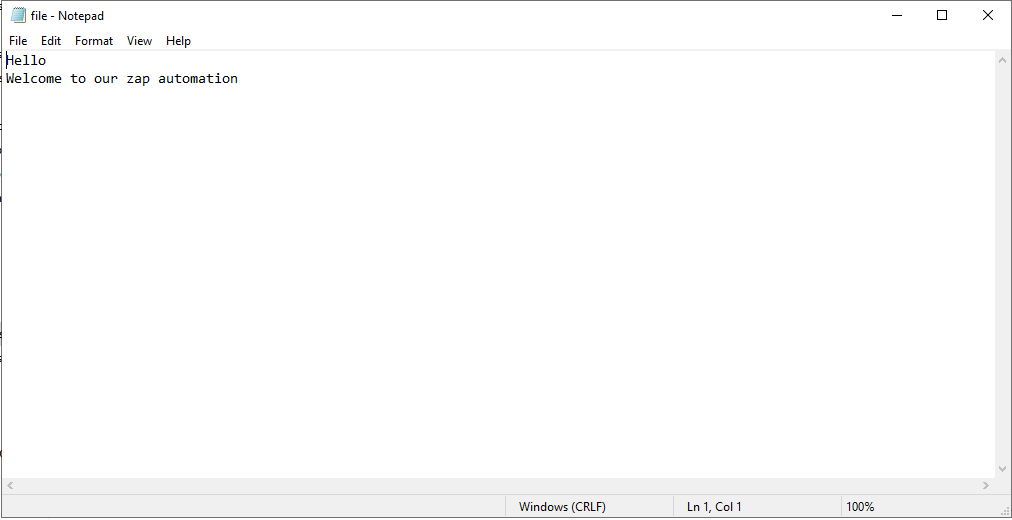 file - Notepad
File Edit Format View Help
Hello
Welcome to our zap automation
Windows (CRLF) Ln 1, Col 1 100%